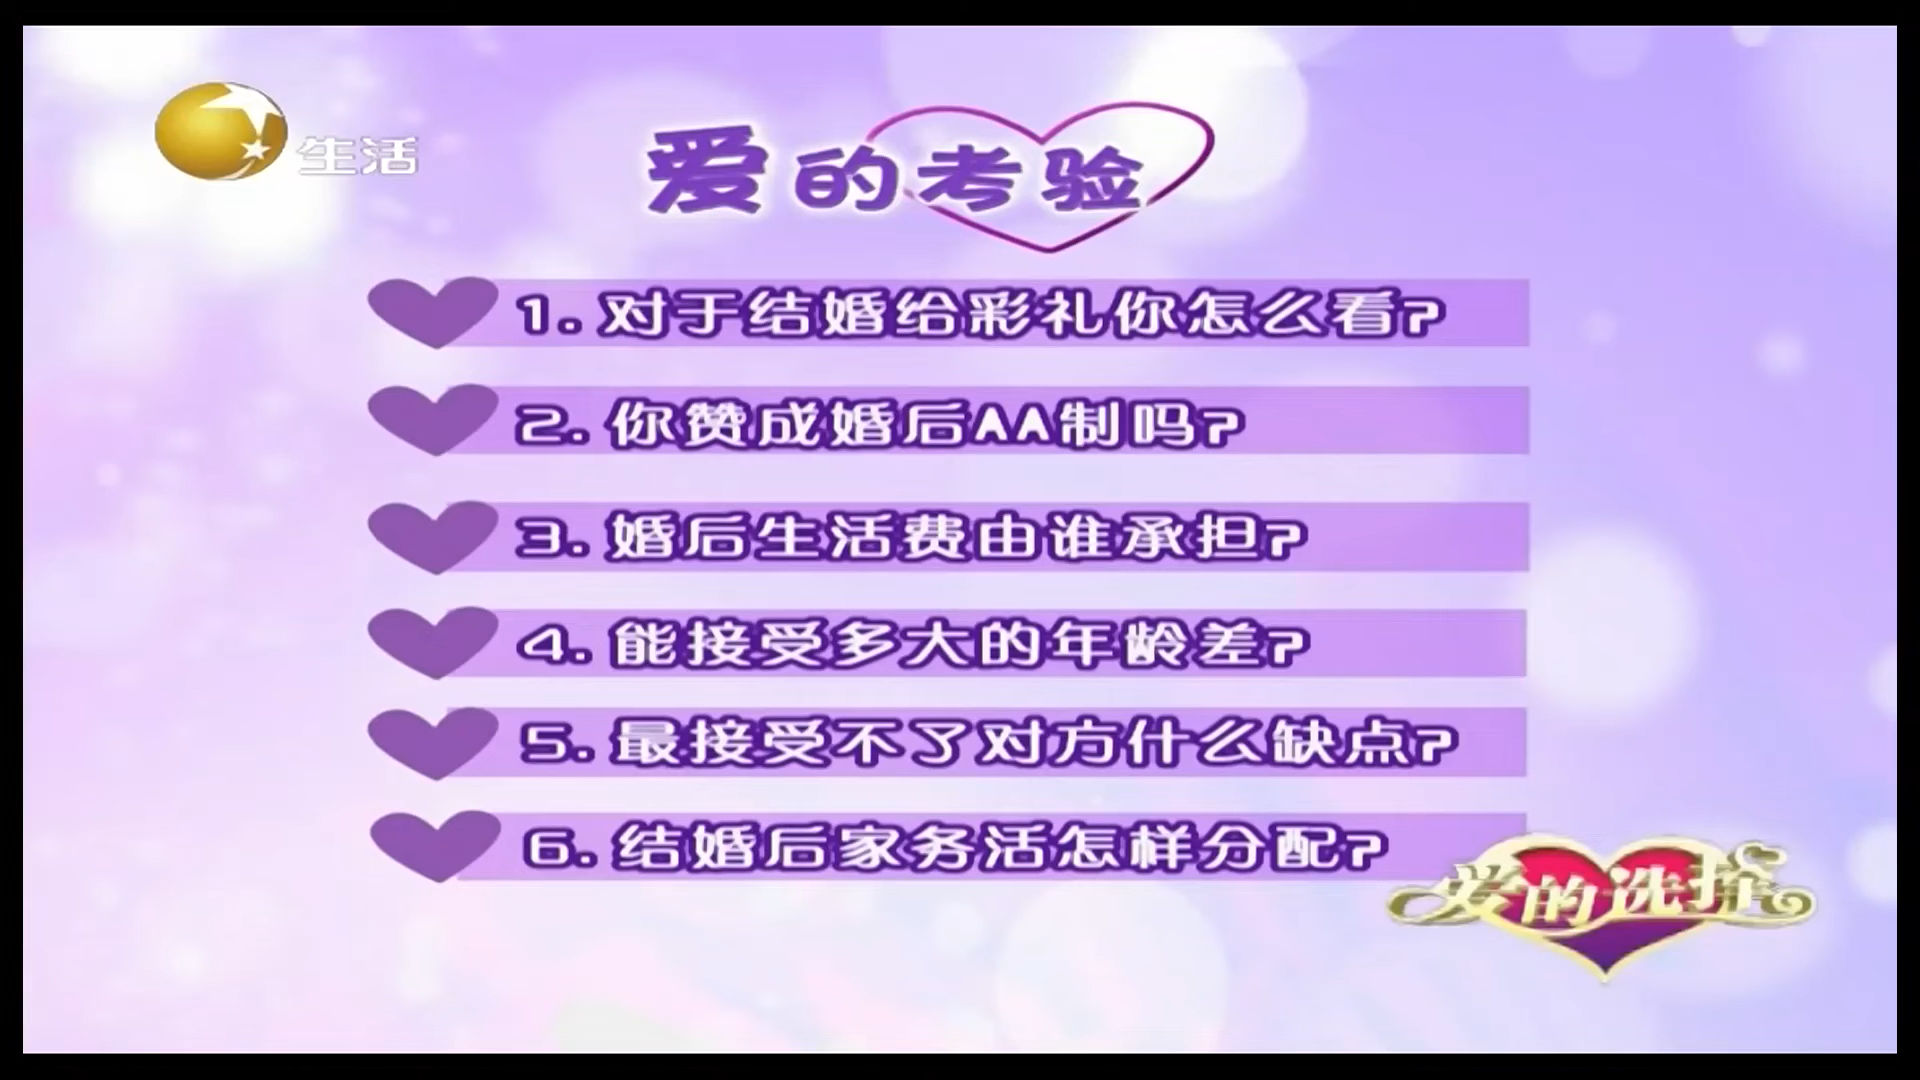 生活
爱的考验
1.对于结婚给彩礼你怎么看?
2.你赞成婚后AA制吗?
3.婚后生活费由谁承担?
4.能接受多大的年龄差?
5.最接受不了对方什么缺点?
6.结婚后家务活怎样分配?
爱的选择